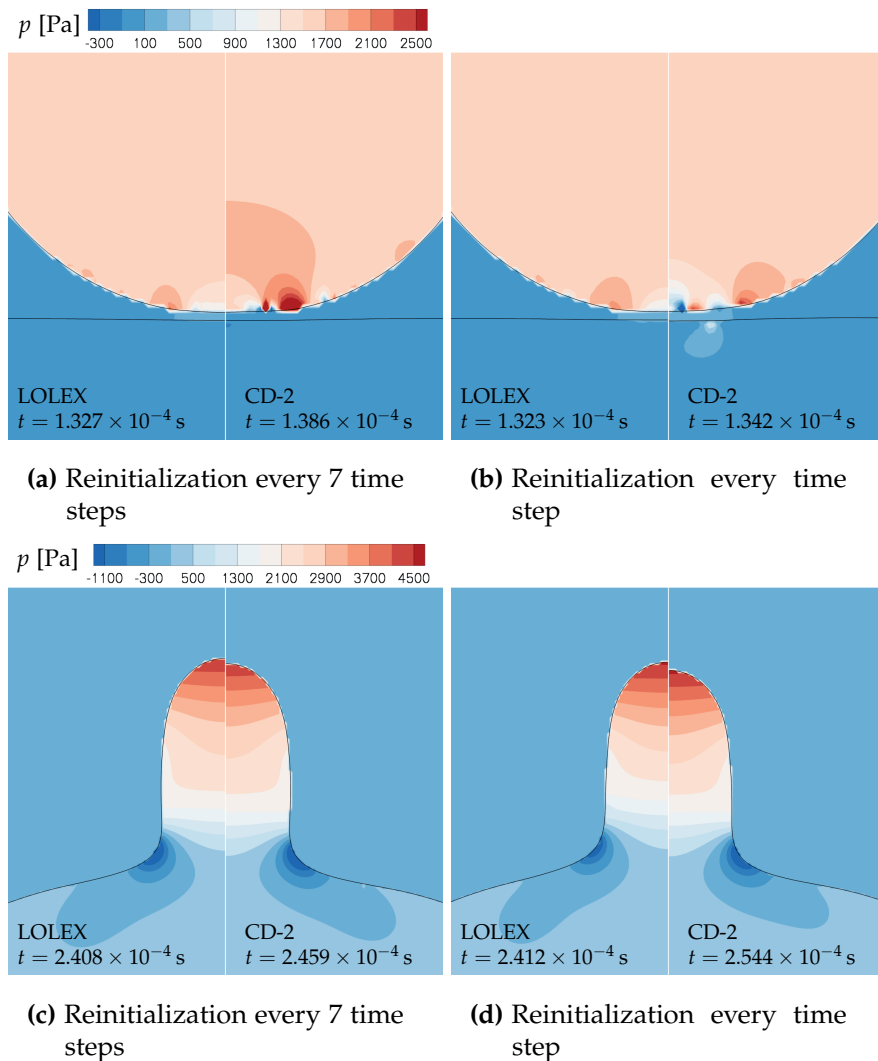 p [Pa]
-300 100 500 900 1300 1700 2100 2500
LOLEX
t = 1.327 × 10⁻⁴ s
CD-2
t = 1.386 × 10⁻⁴ s
LOLEX
t = 1.323 × 10⁻⁴ s
CD-2
t = 1.342 × 10⁻⁴ s
(a) Reinitialization every 7 time
steps
(b) Reinitialization every time
step
p [Pa]
-1100 -300 500 1300 2100 2900 3700 4500
LOLEX
t = 2.408 × 10⁻⁴ s
CD-2
t = 2.459 × 10⁻⁴ s
LOLEX
t = 2.412 × 10⁻⁴ s
CD-2
t = 2.544 × 10⁻⁴ s
(c) Reinitialization every 7 time
steps
(d) Reinitialization every time
step